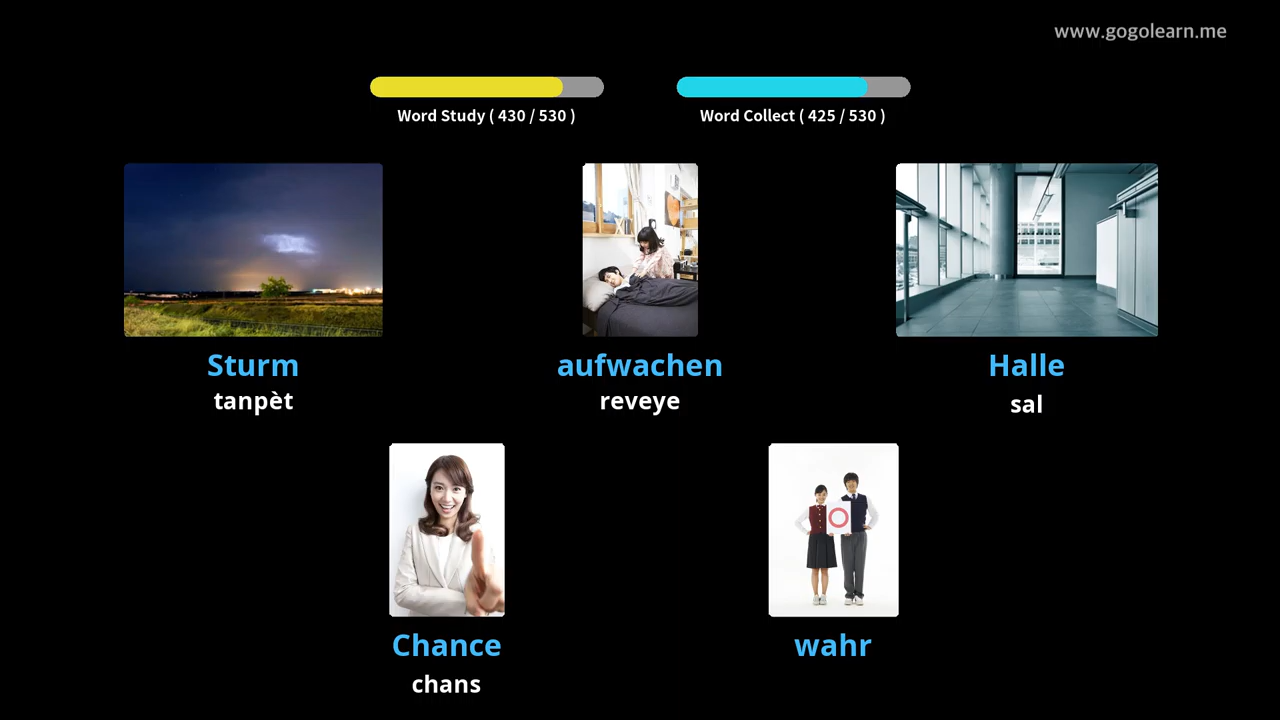 www.gogolearn.me
Word Study ( 430 / 530 )
Word Collect ( 425 / 530 )
Sturm
tanpèt
aufwachen
reveye
Halle
sal
Chance
chans
wahr